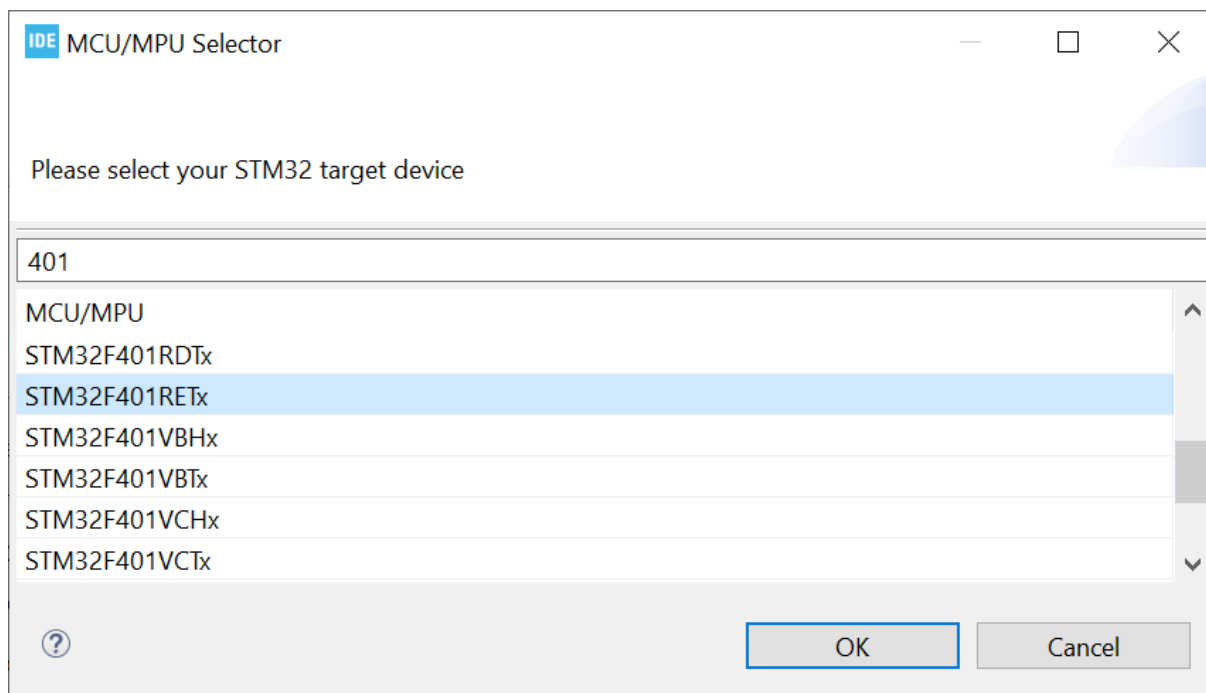 IDE MCU/MPU Selector
Please select your STM32 target device
401
MCU/MPU
STM32F401RDTx
STM32F401RETx
STM32F401VBHx
STM32F401VBTx
STM32F401VCHx
STM32F401VCTx
? OK Cancel